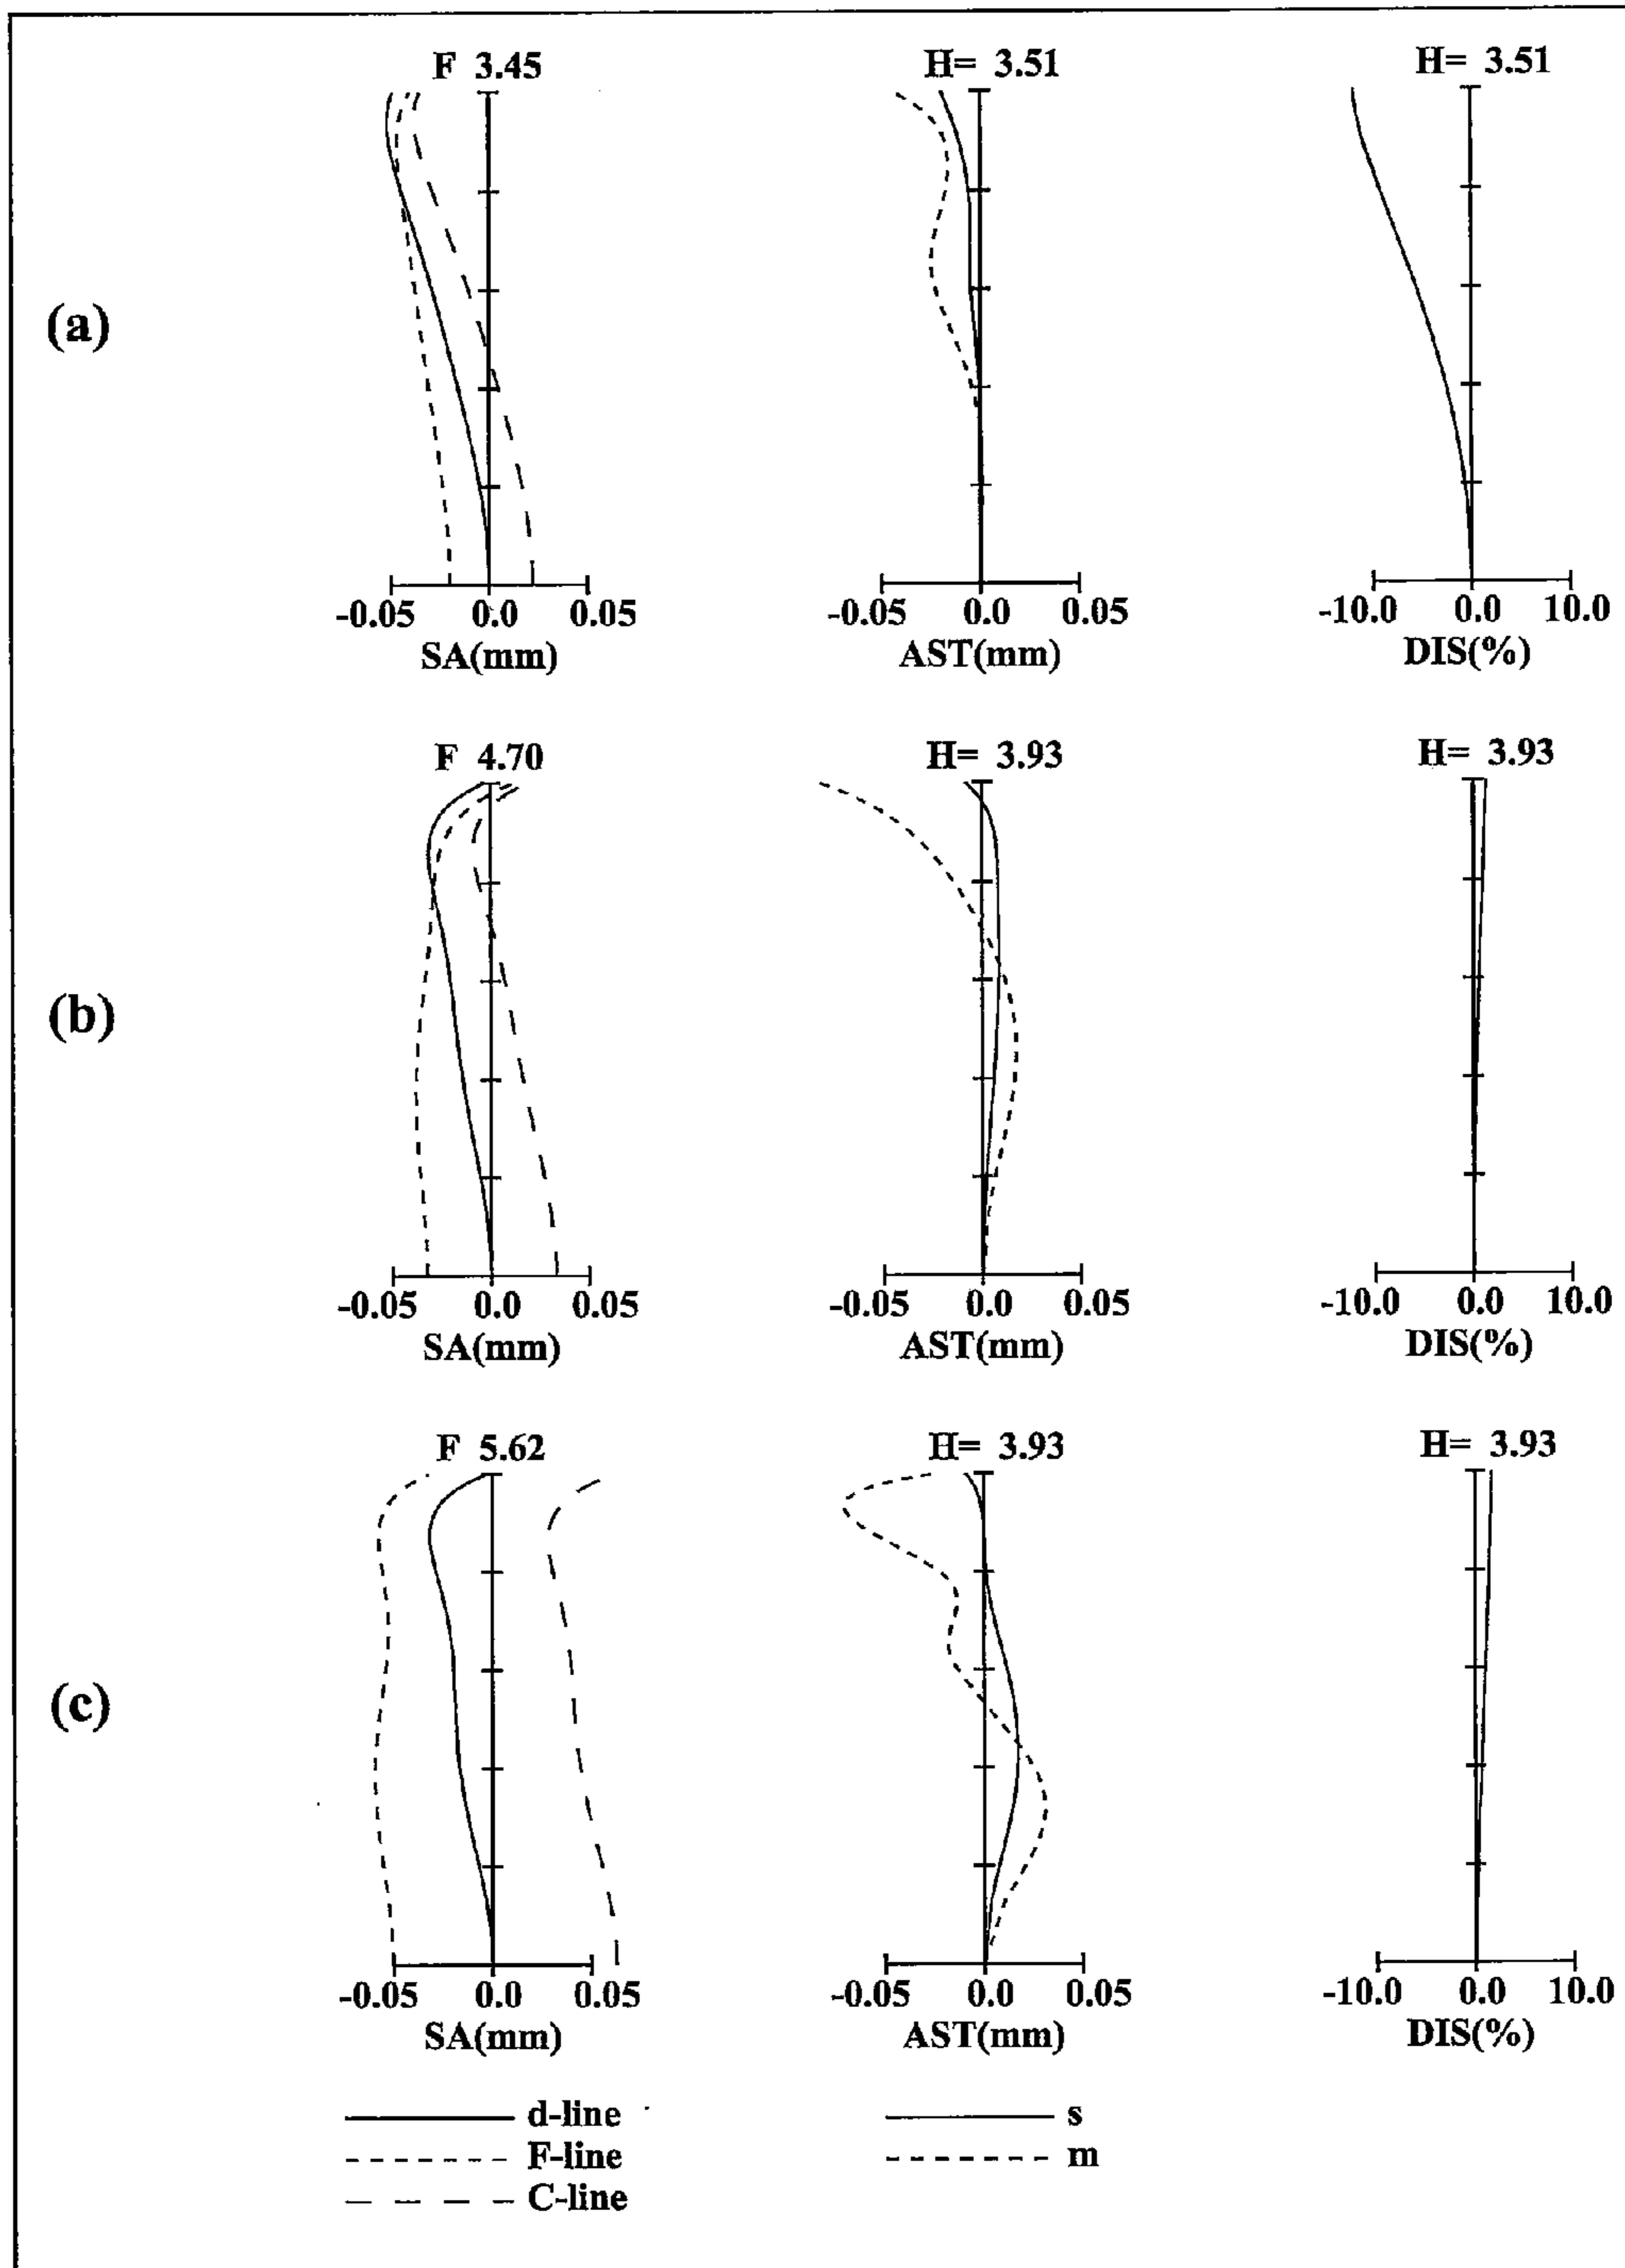 F 3.45 H= 3.51 H= 3.51
(a)
-0.05 0.0 0.05 -0.05 0.0 0.05 -10.0 0.0 10.0
SA(mm) AST(mm) DIS(%)
F 4.70 H= 3.93 H= 3.93
(b)
-0.05 0.0 0.05 -0.05 0.0 0.05 -10.0 0.0 10.0
SA(mm) AST(mm) DIS(%)
F 5.62 H= 3.93 H= 3.93
(c)
-0.05 0.0 0.05 -0.05 0.0 0.05 -10.0 0.0 10.0
SA(mm) AST(mm) DIS(%)
d-line s
F-line m
C-line